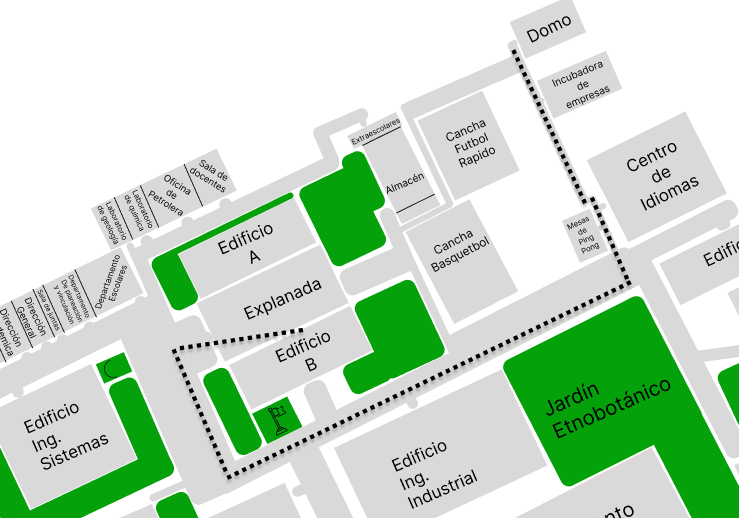 Domo
Incubadora
de
empresas
Extraescolares
Cancha
Futbol
Rapido
Centro
de
Idiomas
Almacén
Sala de
docentes
Oficina
de
Petrolera
Laboratorio
de química
Laboratorio
de geología
Edificio
A
Mesas
de
Ping
Pong
Cancha
Basquetbol
Departamento
Escolares
Departamento
De planeación
y vinculación
Sala de juntas
Dirección
General
Dirección
Explanada
Edificio
B
Jardín
Etnobotánico
Edificio
Ing.
Sistemas
Edificio
Ing.
Industrial